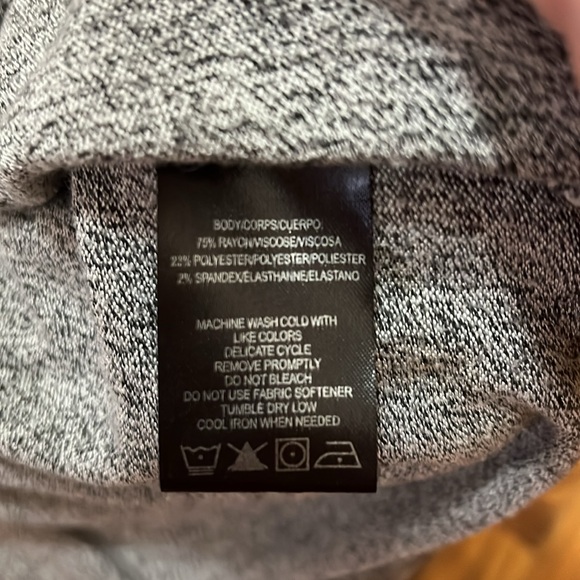 BODY/CORPS/CUERPO
75% RAYON/VISCOSE/VISCOSA
23% POLYESTER/POLYESTER/POLIESTER
2% SPANDEX/ELASTHANNE/ELASTANO
MACHINE WASH COLD WITH
LIKE COLORS
DELICATE CYCLE
REMOVE PROMPTLY
DO NOT BLEACH
DO NOT USE FABRIC SOFTENER
TUMBLE DRY LOW
COOL IRON WHEN NEEDED